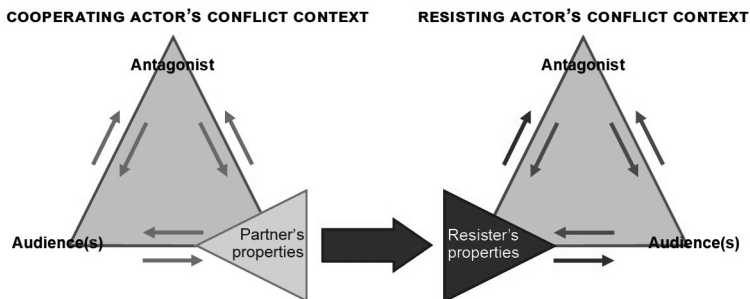 COOPERATING ACTOR'S CONFLICT CONTEXT
Antagonist
Audience(s)
Partner's
properties
RESISTING ACTOR'S CONFLICT CONTEXT
Antagonist
Resister's
properties
Audience(s)